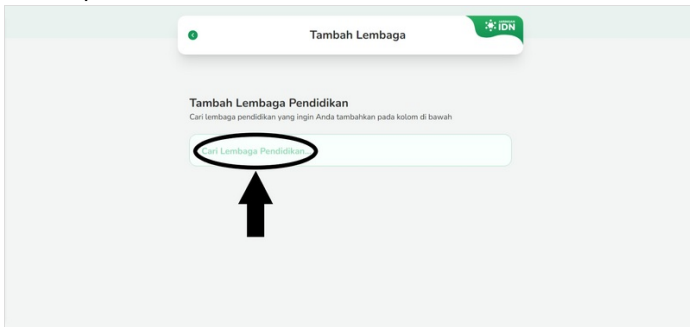 Tambah Lembaga
IDN
Tambah Lembaga Pendidikan
Cari lembaga pendidikan yang ingin Anda tambahkan pada kolom di bawah
Cari Lembaga Pendidikan...